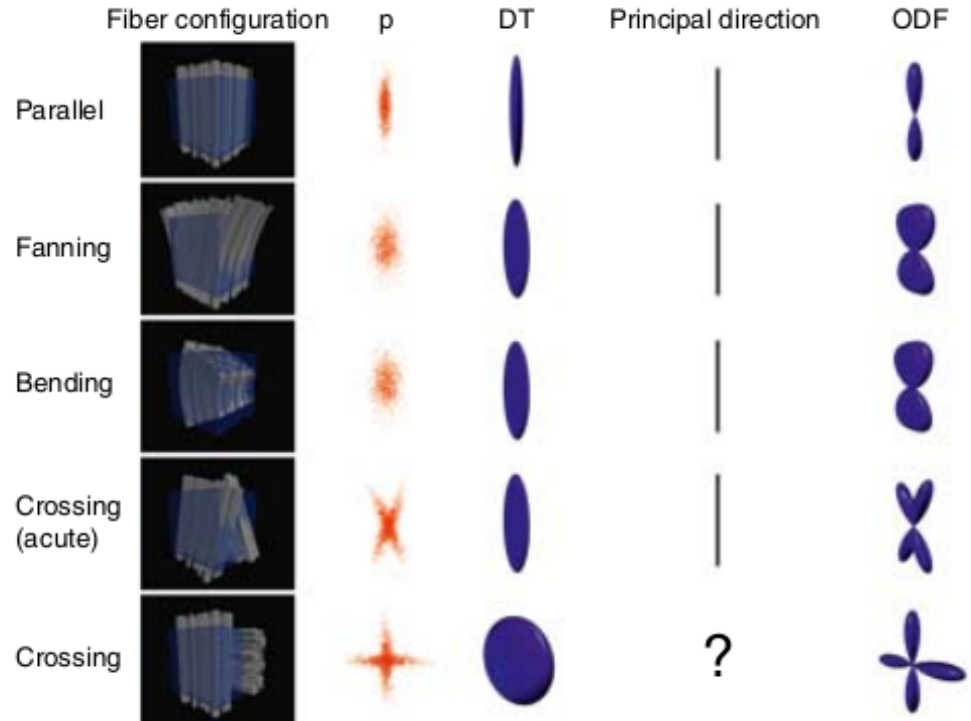 Fiber configuration p DT Principal direction ODF
Parallel
Fanning
Bending
Crossing
(acute)
Crossing ?